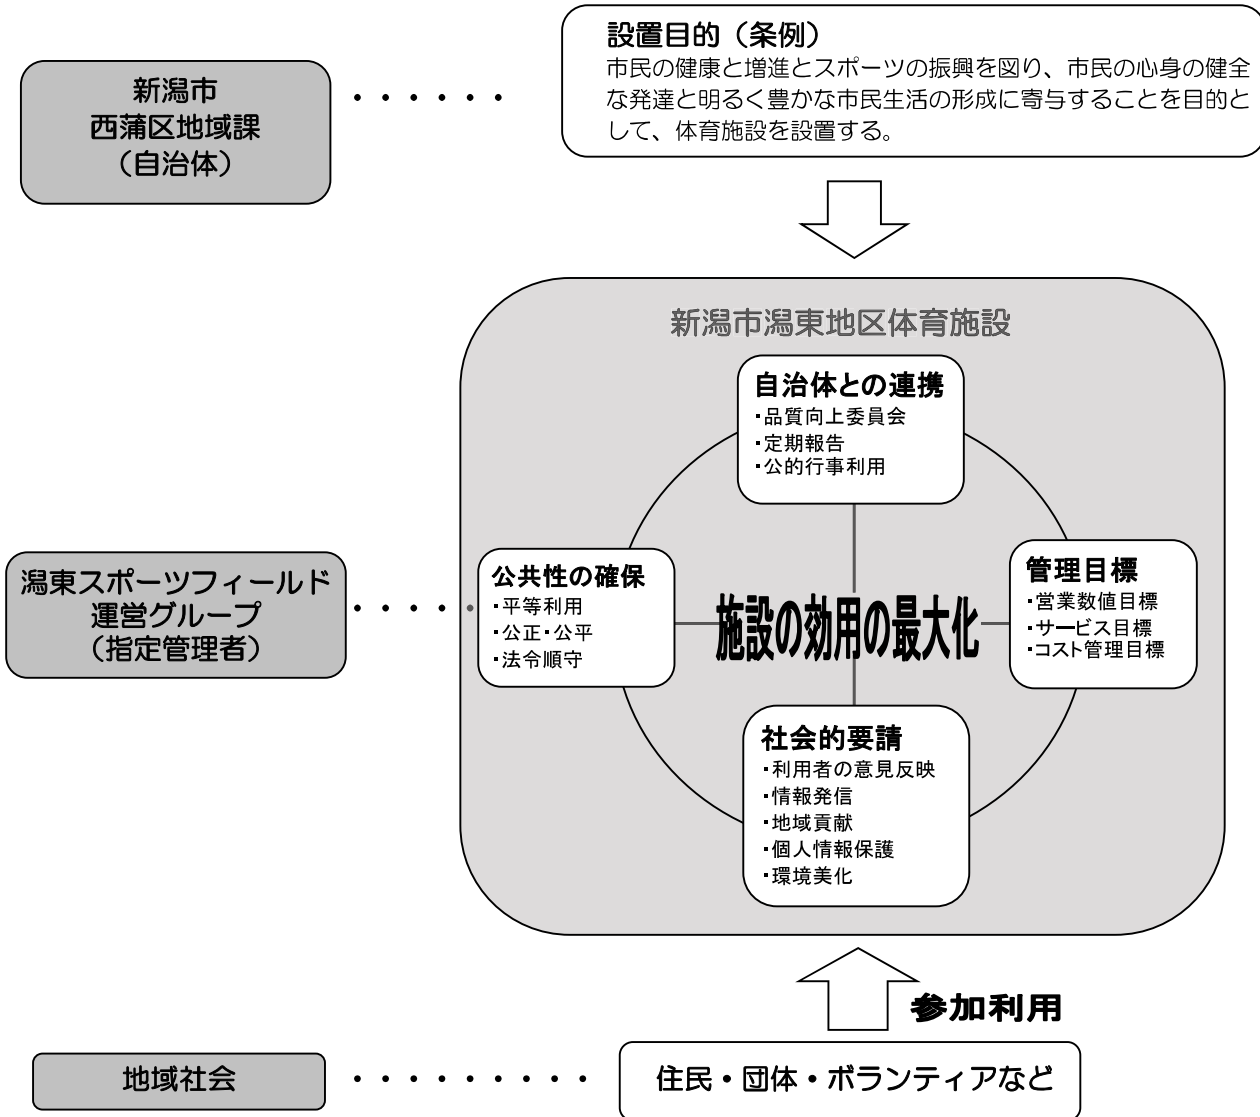 設置目的（条例）
市民の健康と増進とスポーツの振興を図り、市民の心身の健全
な発達と明るく豊かな市民生活の形成に寄与することを目的と
して、体育施設を設置する。
新潟市
西蒲区地域課
（自治体）
新潟市潟東地区体育施設
自治体との連携
・品質向上委員会
・定期報告
・公的行事利用
潟東スポーツフィールド
運営グループ
（指定管理者）
公共性の確保
・平等利用
・公正・公平
・法令順守
施設の効用の最大化
管理目標
・営業数値目標
・サービス目標
・コスト管理目標
社会的要請
・利用者の意見反映
・情報発信
・地域貢献
・個人情報保護
・環境美化
参加利用
地域社会
住民・団体・ボランティアなど